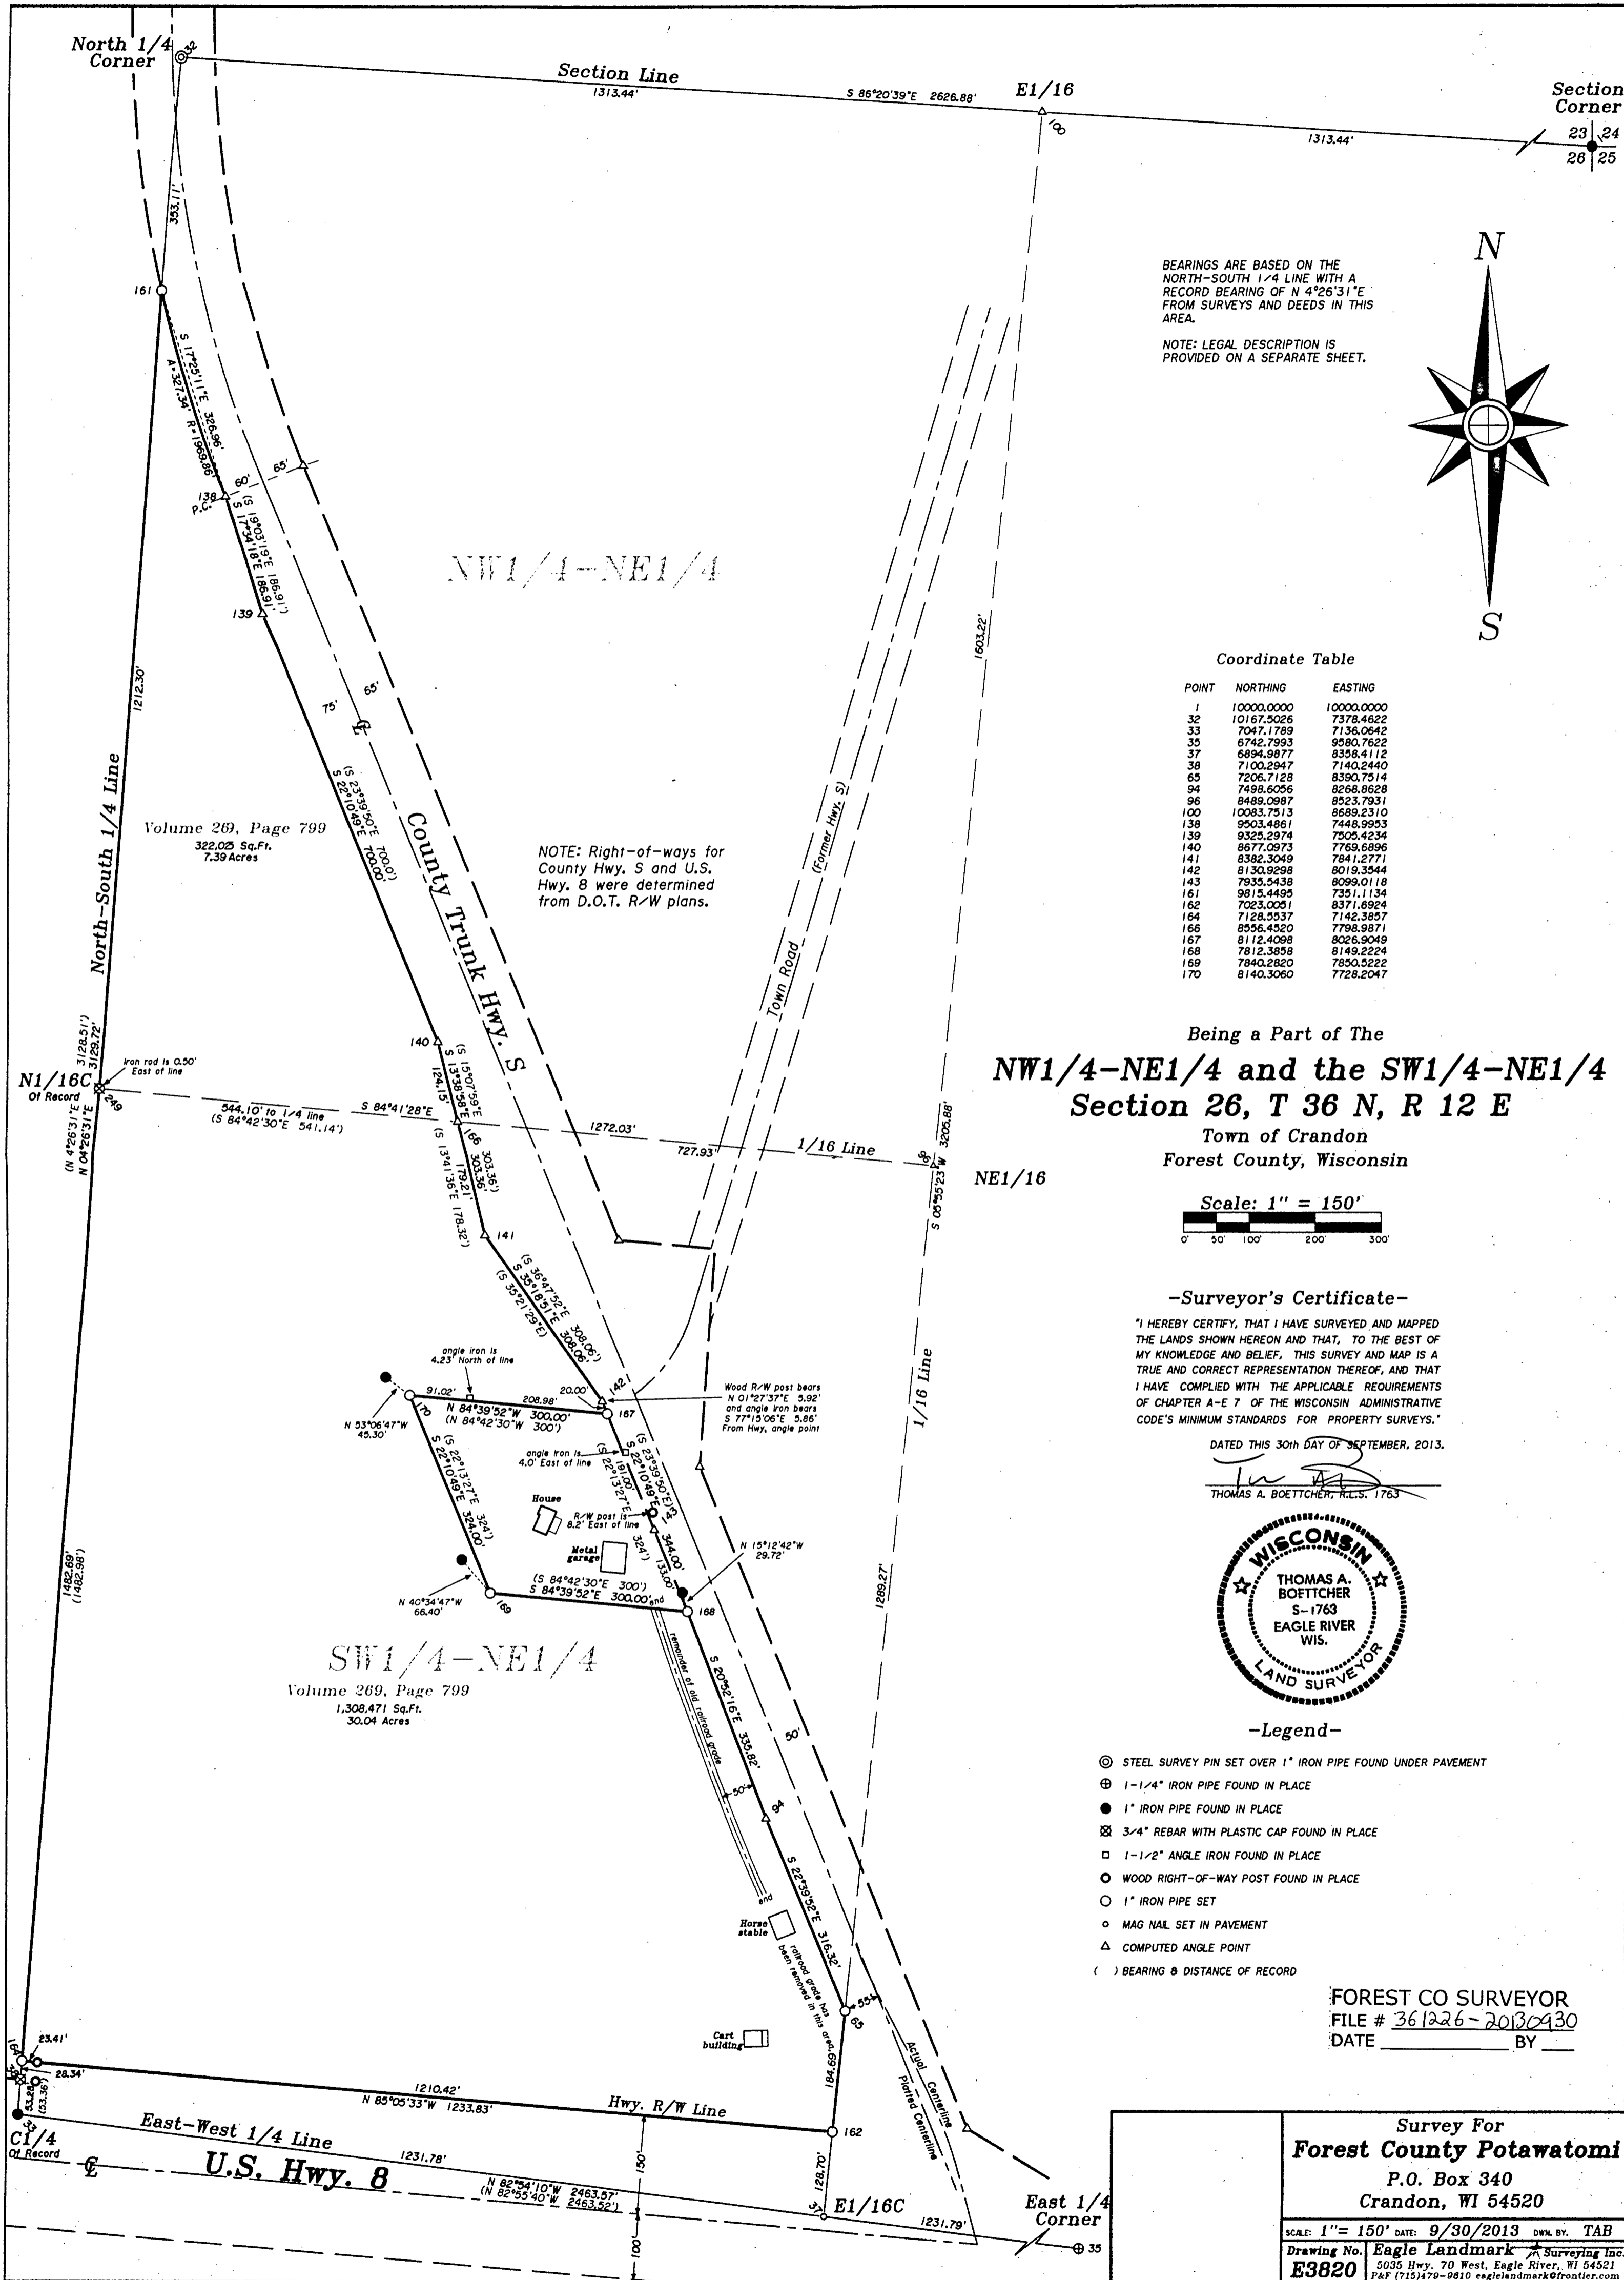 North 1/4
Corner
32
Section Line
1313.44'
S 86°20'39"E 2626.88'
E1/16
100
1313.44'
Section
Corner
23 24
26 25
353.11'
161
S 17°25'11"E 326.96'
A=327.34' R=1969.86'
60'
65'
138
P.C.
(S 19°03'19"E 186.91')
S 17°34'18"E 186.91'
139
NW1/4-NE1/4
1212.30'
North-South 1/4 Line
75'
65'
(S 23°39'50"E 700.0')
S 22°10'49"E 700.00'
County Trunk Hwy. S
Volume 269, Page 799
322,025 Sq.Ft.
7.39 Acres
NOTE: Right-of-ways for
County Hwy. S and U.S.
Hwy. 8 were determined
from D.O.T. R/W plans.
(Former Hwy. S)
Town Road
1603.22'
BEARINGS ARE BASED ON THE
NORTH-SOUTH 1/4 LINE WITH A
RECORD BEARING OF N 4°26'31"E
FROM SURVEYS AND DEEDS IN THIS
AREA.
NOTE: LEGAL DESCRIPTION IS
PROVIDED ON A SEPARATE SHEET.
N
S
Coordinate Table
POINT NORTHING EASTING
1 10000.0000 10000.0000
32 10167.5026 7378.4622
33 7047.1789 7136.0642
35 6742.7993 9580.7622
37 6894.9877 8358.4112
38 7100.2947 7140.2440
65 7206.7128 8390.7514
94 7498.6056 8268.8628
96 8489.0987 8523.7931
100 10083.7513 8689.2310
138 9503.4861 7448.9953
139 9325.2974 7505.4234
140 8677.0973 7769.6896
141 8382.3049 7841.2771
142 8130.9298 8019.3544
143 7935.5438 8099.0118
161 9815.4495 7351.1134
162 7023.0051 8371.6924
164 7128.5537 7142.3857
166 8556.4520 7798.9871
167 8112.4098 8026.9049
168 7812.3858 8149.2224
169 7840.2820 7850.5222
170 8140.3060 7728.2047
Being a Part of The
NW1/4-NE1/4 and the SW1/4-NE1/4
Section 26, T 36 N, R 12 E
Town of Crandon
Forest County, Wisconsin
Scale: 1" = 150'
0' 50' 100' 200' 300'
3128.51')
3129.72'
Iron rod is 0.50'
East of line
N1/16C
Of Record
249
(N 4°26'31"E
N 04°26'31"E
544.10' to 1/4 line
(S 84°42'30"E 541.14')
S 84°41'28"E
140
(S 15°07'59"E 303.36')
S 13°38'58"E 303.36'
124.15'
166
179.21'
(S 13°41'36"E 178.32')
1272.03'
727.93'
1/16 Line
96
NE1/16
S 05°55'23"W 3205.88'
141
(S 36°47'52"E 308.06')
S 35°18'51"E 308.06'
(S 35°21'29"E)
angle iron is
4.23' North of line
91.02'
208.98'
20.00'
142
167
N 84°39'52"W 300.00'
(N 84°42'30"W 300')
N 53°06'47"W
45.30'
170
Wood R/W post bears
N 01°27'37"E 5.92'
and angle iron bears
S 77°15'06"E 5.86'
From Hwy. angle point
angle iron is
4.0' East of line
(S 23°39'50"E)
S 22°10'49"E 344.00'
191.00'
(S 22°13'27"E 324')
143
133.00'
(S 22°13'27"E 324')
S 22°10'49"E 324.00'
House
R/W post is
8.2' East of line
Metal
garage
N 15°12'42"W
29.72'
(S 84°42'30"E 300')
S 84°39'52"E 300.00'
end
168
N 40°34'47"W
66.40'
169
1/16 Line
1289.27'
1482.69'
(1482.98')
SW1/4-NE1/4
Volume 269, Page 799
1,308,471 Sq.Ft.
30.04 Acres
remainder of old railroad grade
S 20°52'16"E 335.82'
50'
50'
94
S 22°39'52"E 316.32'
end
Horse
stable
railroad grade has
been removed in this area
55'
65
Cart
building
184.69'
Actual Centerline
Platted Centerline
164
23.41'
38
28.34'
53.28'
(53.36')
33
C1/4
Of Record
1210.42'
N 85°05'33"W 1233.83'
Hwy. R/W Line
162
East-West 1/4 Line
1231.78'
U.S. Hwy. 8
N 82°54'10"W 2463.57'
(N 82°55'40"W 2463.52')
150'
100'
128.70'
37
E1/16C
1231.79'
East 1/4
Corner
35
-Surveyor's Certificate-
"I HEREBY CERTIFY, THAT I HAVE SURVEYED AND MAPPED
THE LANDS SHOWN HEREON AND THAT, TO THE BEST OF
MY KNOWLEDGE AND BELIEF, THIS SURVEY AND MAP IS A
TRUE AND CORRECT REPRESENTATION THEREOF, AND THAT
I HAVE COMPLIED WITH THE APPLICABLE REQUIREMENTS
OF CHAPTER A-E 7 OF THE WISCONSIN ADMINISTRATIVE
CODE'S MINIMUM STANDARDS FOR PROPERTY SURVEYS."
DATED THIS 30th DAY OF SEPTEMBER, 2013.
THOMAS A. BOETTCHER, R.L.S. 1763
WISCONSIN
THOMAS A.
BOETTCHER
S-1763
EAGLE RIVER
WIS.
LAND SURVEYOR
-Legend-
STEEL SURVEY PIN SET OVER 1" IRON PIPE FOUND UNDER PAVEMENT
1-1/4" IRON PIPE FOUND IN PLACE
1" IRON PIPE FOUND IN PLACE
3/4" REBAR WITH PLASTIC CAP FOUND IN PLACE
1-1/2" ANGLE IRON FOUND IN PLACE
WOOD RIGHT-OF-WAY POST FOUND IN PLACE
1" IRON PIPE SET
MAG NAIL SET IN PAVEMENT
COMPUTED ANGLE POINT
( ) BEARING & DISTANCE OF RECORD
FOREST CO SURVEYOR
FILE # 361226-20130930
DATE BY
Survey For
Forest County Potawatomi
P.O. Box 340
Crandon, WI 54520
SCALE: 1"= 150' DATE: 9/30/2013 DWN. BY. TAB
Drawing No.
E3820
Eagle Landmark Surveying Inc.
5035 Hwy. 70 West, Eagle River, WI 54521
P&F (715)479-9610 eaglelandmark@frontier.com